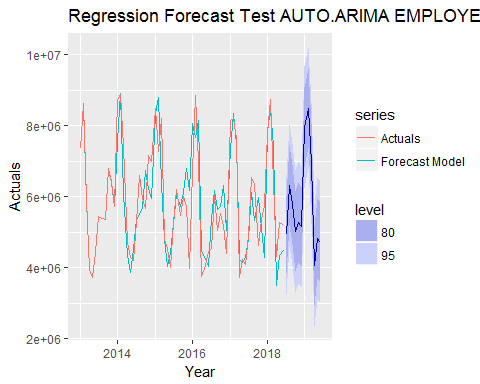 Regression Forecast Test AUTO.ARIMA EMPLOYE
1e+07
8e+06
6e+06
4e+06
2e+06
Actuals
2014
2016
2018
Year
series
Actuals
Forecast Model
level
80
95